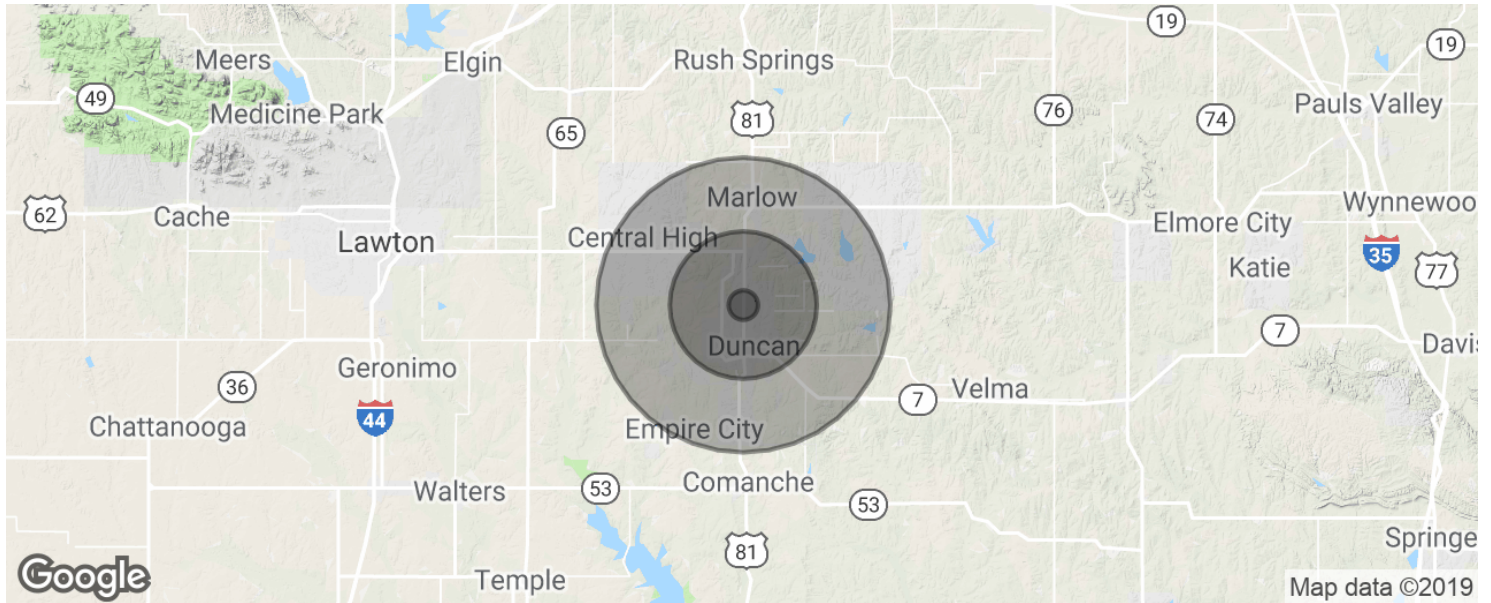 19
19
Meers
Elgin
Rush Springs
49
Medicine Park
65
81
76
74
Pauls Valley
62
Cache
Marlow
Elmore City
Wynnewoo
Lawton
Central High
35
77
Katie
7
Duncan
Davis
Geronimo
36
44
7
Velma
Chattanooga
Empire City
Walters
53
Comanche
53
81
Springe
Temple
Google
Map data ©2019